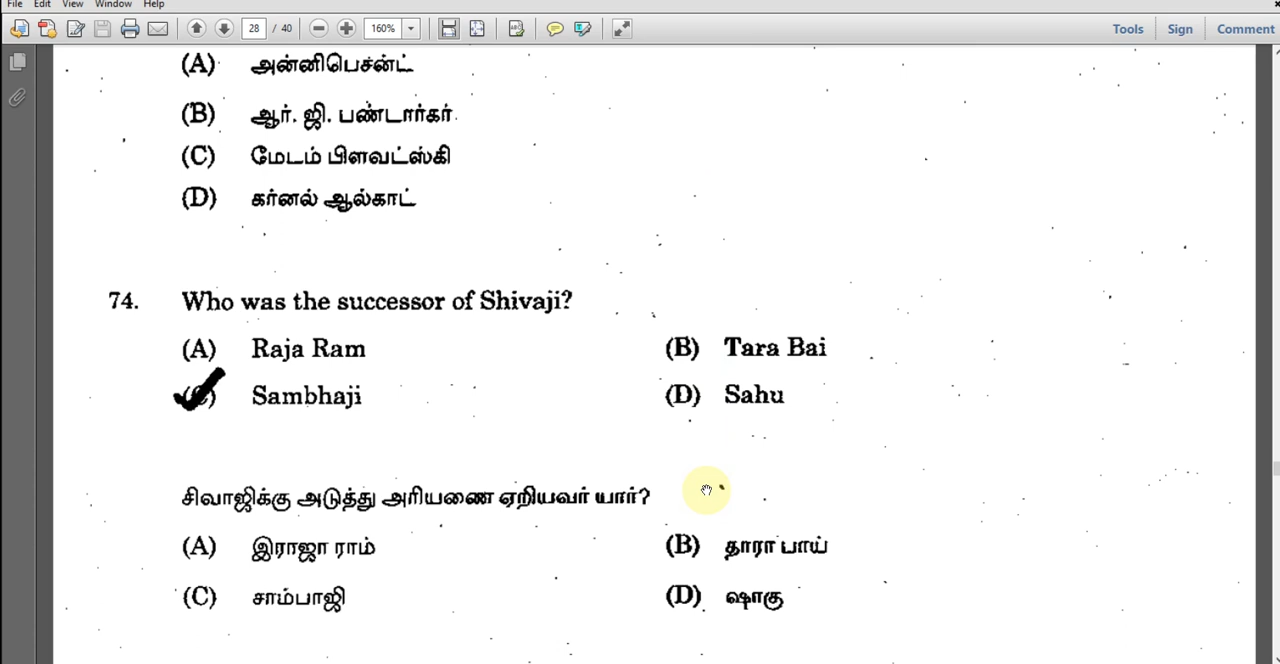 File Edit View Window Help
28 / 40 160% Tools Sign Comment
(A) அன்னிபெசன்ட்
(B) ஆர். ஜி. பண்டார்கர்
(C) மேடம் பிளவட்ஸ்கி
(D) கர்னல் ஆல்காட்
74. Who was the successor of Shivaji?
(A) Raja Ram (B) Tara Bai
(C) Sambhaji (D) Sahu
சிவாஜிக்கு அடுத்து அரியணை ஏறியவர் யார்?
(A) இராஜா ராம் (B) தாரா பாய்
(C) சாம்பாஜி (D) ஷாகு